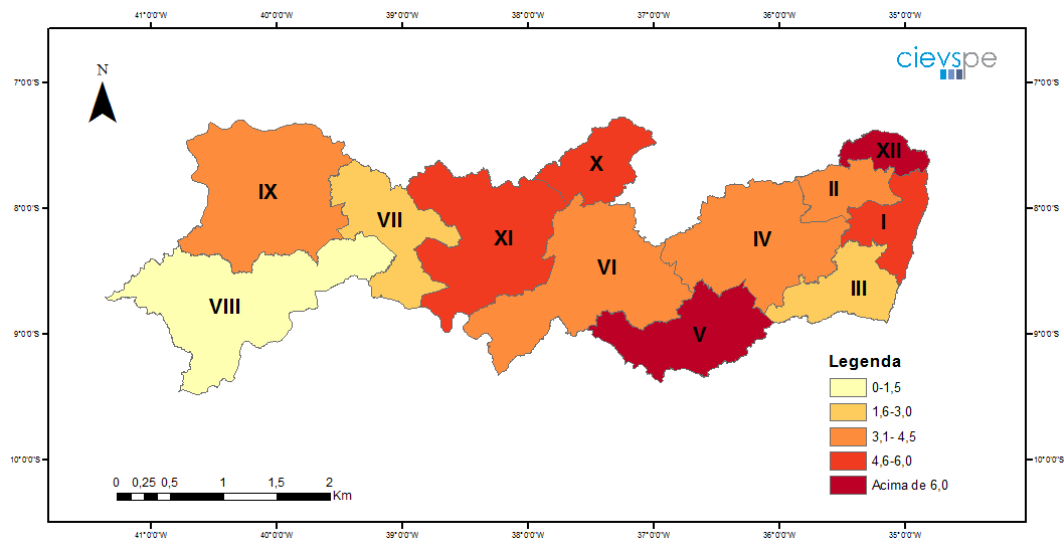 41°0'0"W 40°0'0"W 39°0'0"W 38°0'0"W 37°0'0"W 36°0'0"W 35°0'0"W
cievspe
N
7°0'0"S 7°0'0"S
XII
X
II
IX
8°0'0"S 8°0'0"S
VII
I
XI
IV
VI
III
VIII
9°0'0"S 9°0'0"S
V
Legenda
0-1,5
1,6-3,0
3,1- 4,5
4,6-6,0
Acima de 6,0
10°0'0"S 10°0'0"S
0 0,25 0,5 1 1,5 2
Km
41°0'0"W 40°0'0"W 39°0'0"W 38°0'0"W 37°0'0"W 36°0'0"W 35°0'0"W